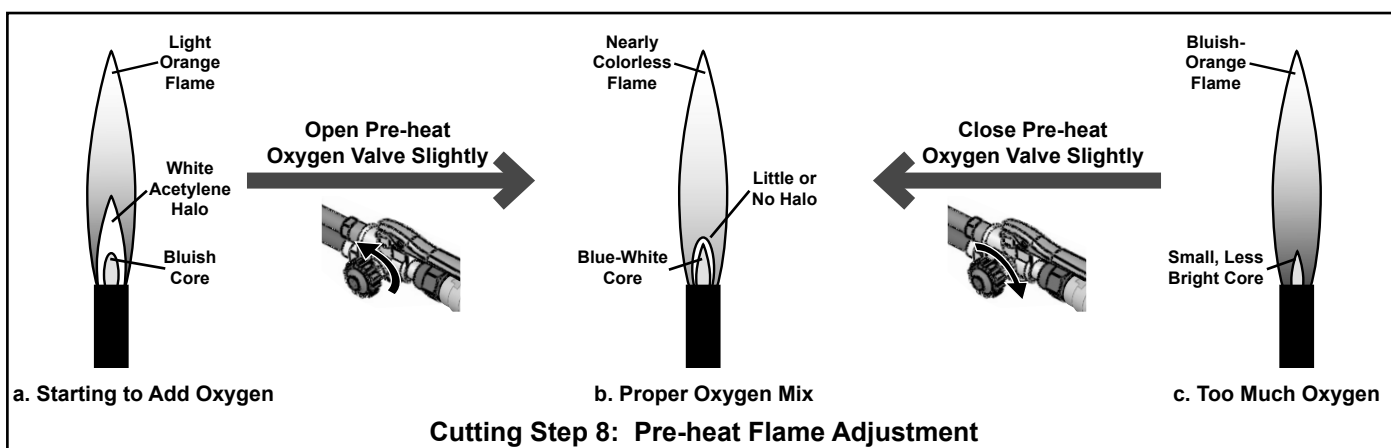 Light
Orange
Flame
White
Acetylene
Halo
Bluish
Core
a. Starting to Add Oxygen
Open Pre-heat
Oxygen Valve Slightly
Nearly
Colorless
Flame
Little or
No Halo
Blue-White
Core
b. Proper Oxygen Mix
Close Pre-heat
Oxygen Valve Slightly
Bluish-
Orange
Flame
Small, Less
Bright Core
c. Too Much Oxygen
Cutting Step 8: Pre-heat Flame Adjustment